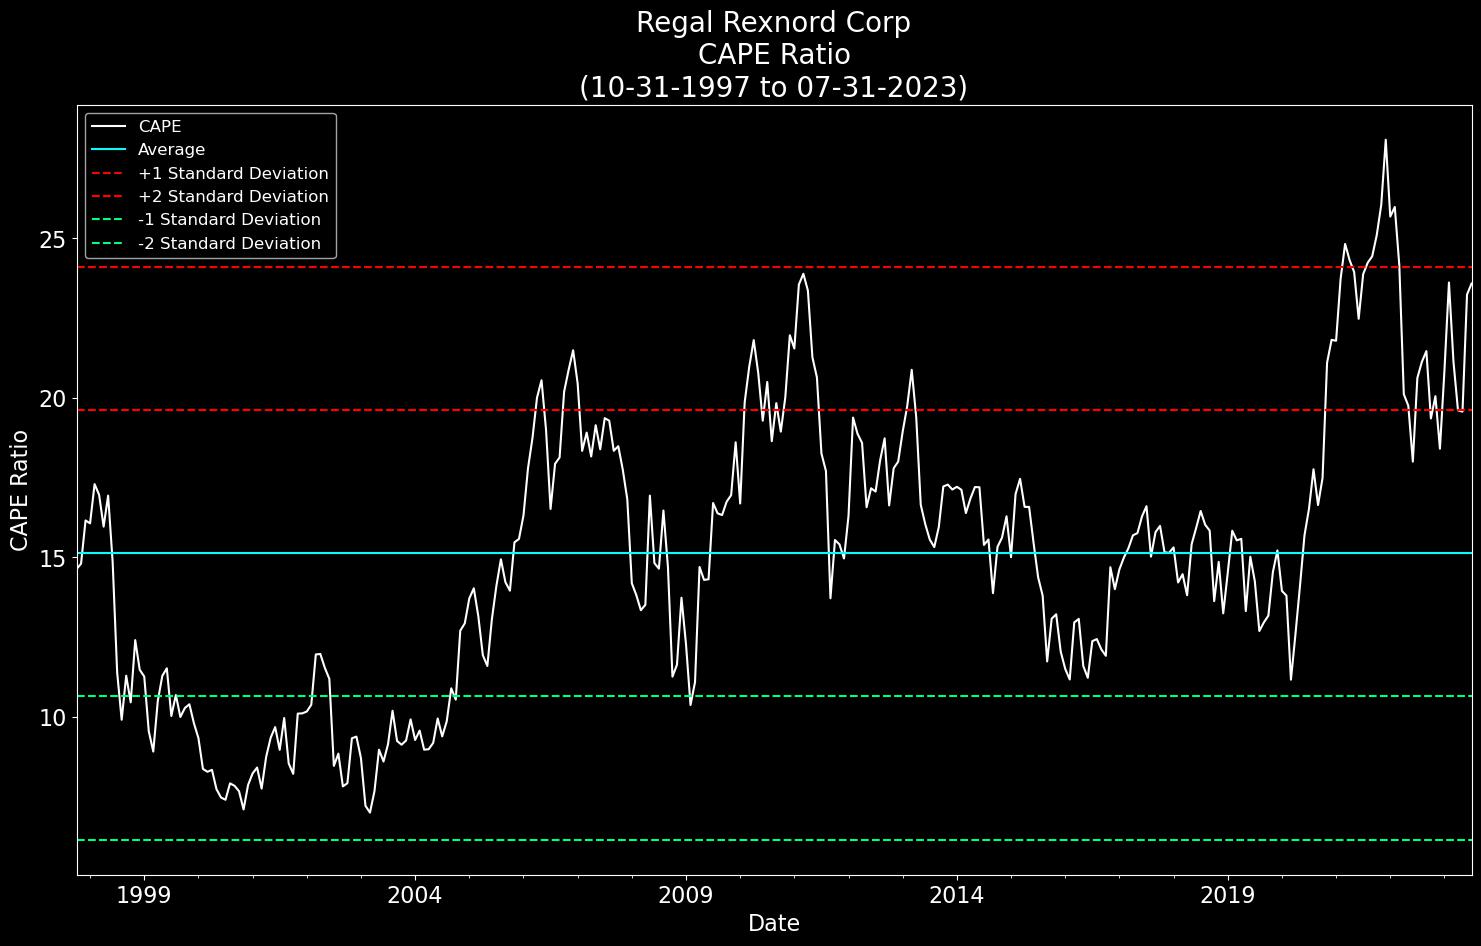 Regal Rexnord Corp
CAPE Ratio
(10-31-1997 to 07-31-2023)
CAPE
Average
+1 Standard Deviation
+2 Standard Deviation
-1 Standard Deviation
-2 Standard Deviation
25
20
15
10
CAPE Ratio
1999
2004
2009
2014
2019
Date